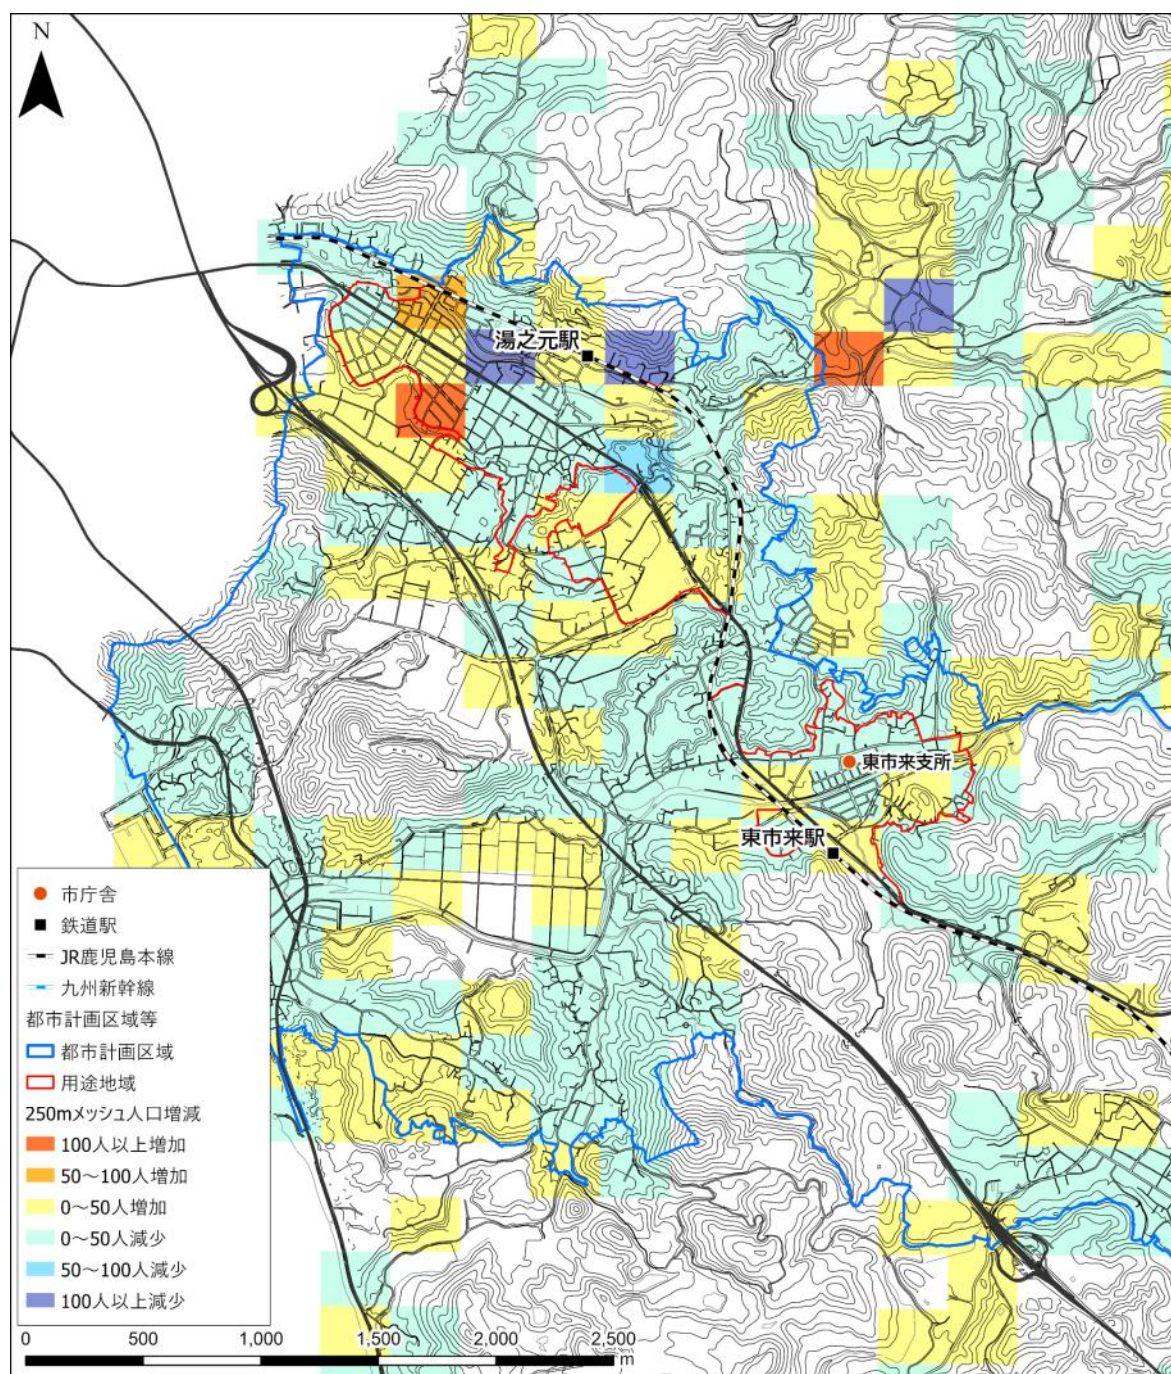 N
湯之元駅
東市来支所
東市来駅
市庁舎
鉄道駅
JR鹿児島本線
九州新幹線
都市計画区域等
都市計画区域
用途地域
250mメッシュ人口増減
100人以上増加
50～100人増加
0～50人増加
0～50人減少
50～100人減少
100人以上減少
0 500 1,000 1,500 2,000 2,500
m